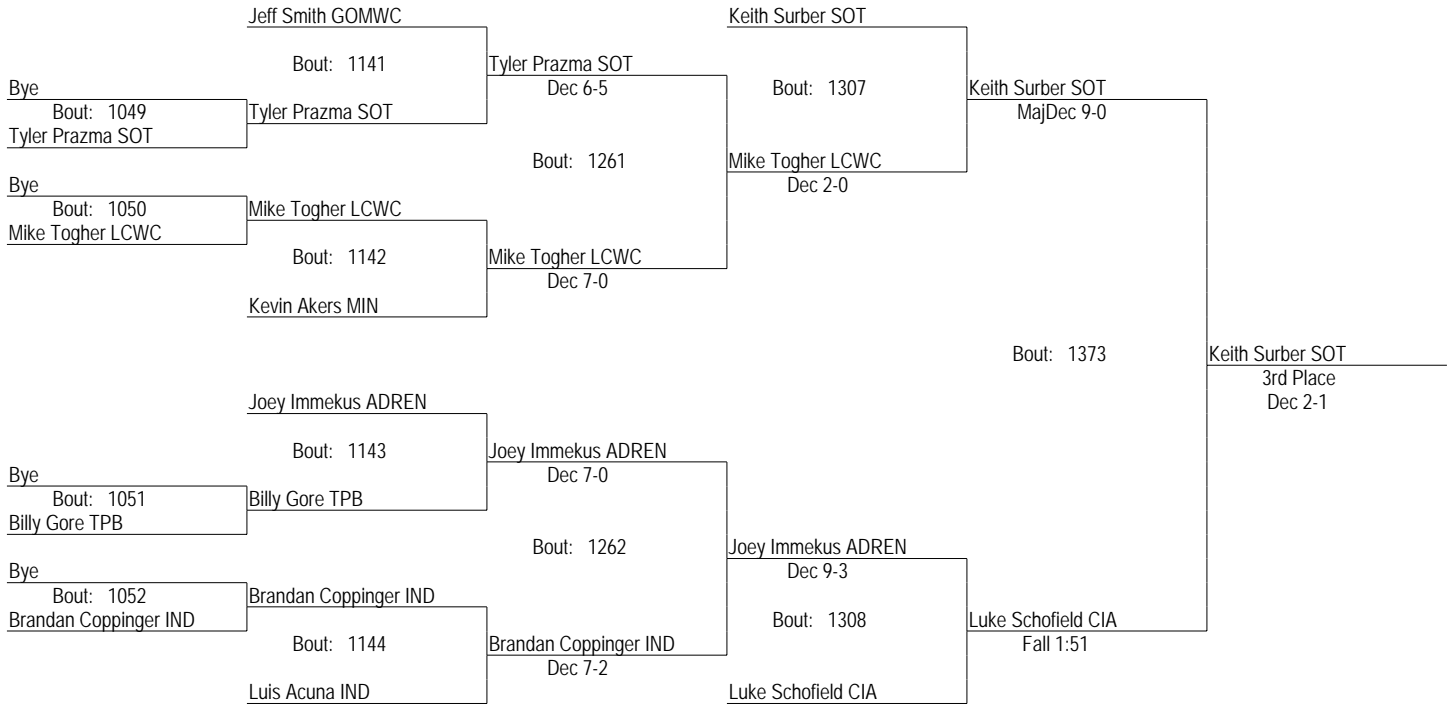 Jeff Smith GOMWC
Keith Surber SOT
Bout: 1141
Tyler Prazma SOT
Dec 6-5
Bye
Bout: 1049
Tyler Prazma SOT
Tyler Prazma SOT
Bout: 1307
Keith Surber SOT
MajDec 9-0
Bout: 1261
Mike Togher LCWC
Dec 2-0
Bye
Bout: 1050
Mike Togher LCWC
Mike Togher LCWC
Bout: 1142
Mike Togher LCWC
Dec 7-0
Kevin Akers MIN
Bout: 1373
Keith Surber SOT
3rd Place
Dec 2-1
Joey Immekus ADREN
Bout: 1143
Joey Immekus ADREN
Dec 7-0
Bye
Bout: 1051
Billy Gore TPB
Billy Gore TPB
Bout: 1262
Joey Immekus ADREN
Dec 9-3
Bye
Bout: 1052
Brandan Coppinger IND
Brandan Coppinger IND
Bout: 1308
Luke Schofield CIA
Fall 1:51
Bout: 1144
Brandan Coppinger IND
Dec 7-2
Luis Acuna IND
Luke Schofield CIA